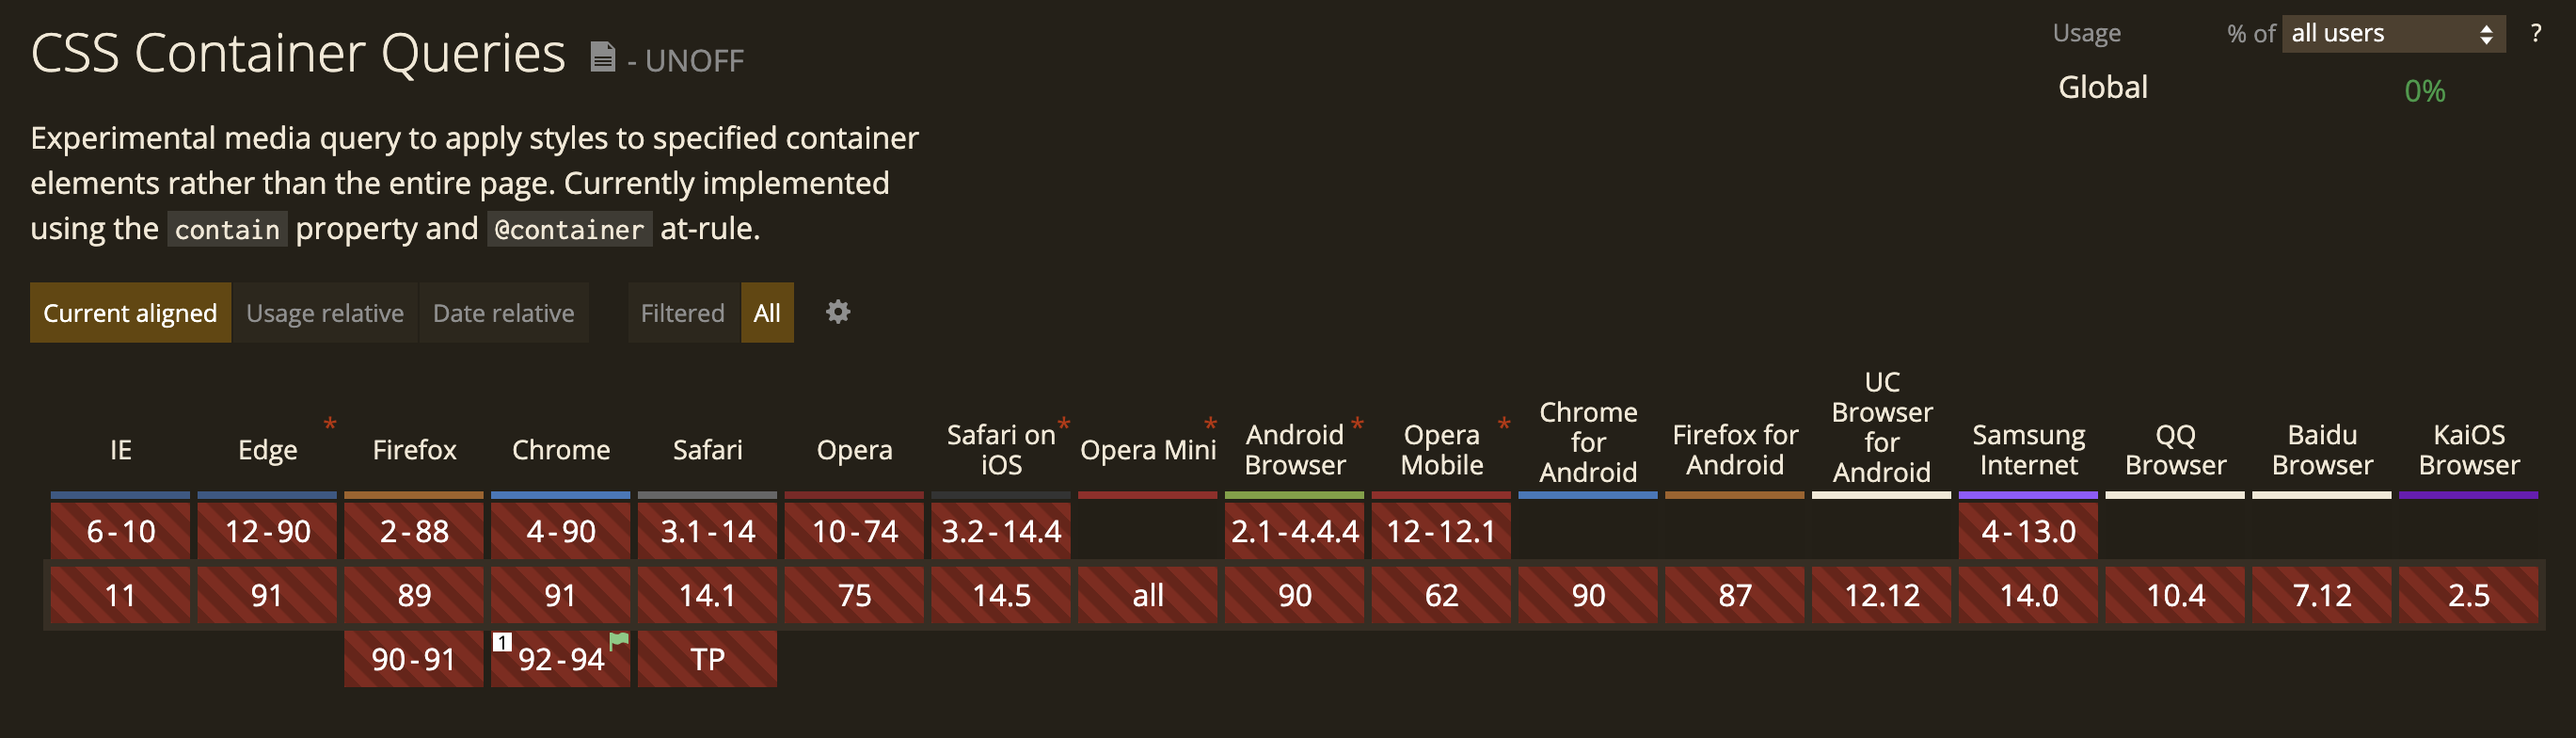 CSS Container Queries - UNOFF
Usage % of all users ?
Global 0%
Experimental media query to apply styles to specified container
elements rather than the entire page. Currently implemented
using the contain property and @container at-rule.
Current aligned Usage relative Date relative Filtered All
IE
Edge *
Firefox
Chrome
Safari
Opera
Safari on *
iOS
Opera Mini *
Android *
Browser
Opera *
Mobile
Chrome
for
Android
Firefox for
Android
UC
Browser
for
Android
Samsung
Internet
QQ
Browser
Baidu
Browser
KaiOS
Browser
6-10 12-90 2-88 4-90 3.1-14 10-74 3.2-14.4 2.1-4.4.4 12-12.1 4-13.0
11 91 89 91 14.1 75 14.5 all 90 62 90 87 12.12 14.0 10.4 7.12 2.5
90-91 1 92-94 TP